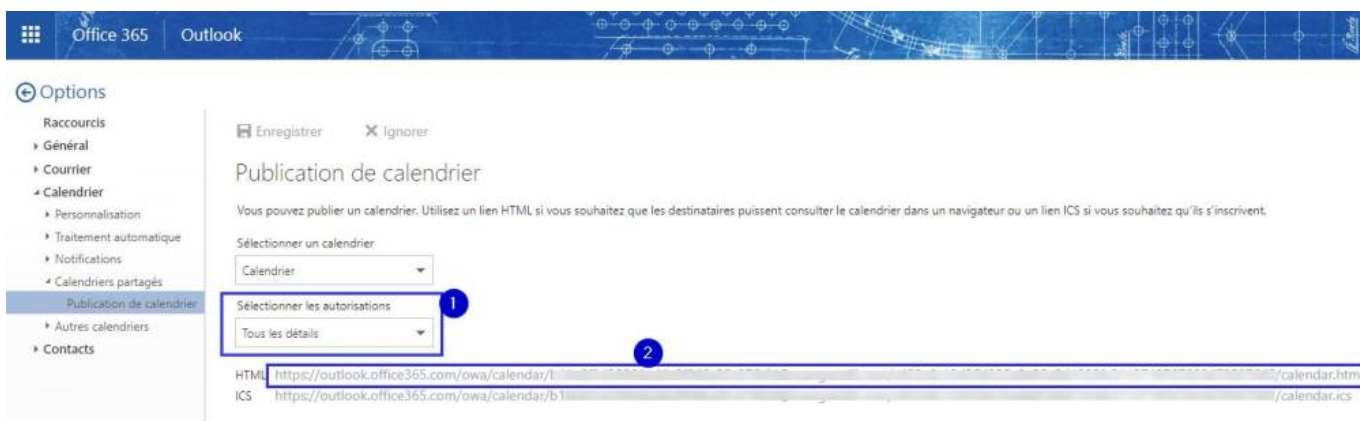 Office 365 Outlook
Options
Raccourcis
Général
Courrier
Calendrier
Personnalisation
Traitement automatique
Notifications
Calendriers partagés
Publication de calendrier
Autres calendriers
Contacts
Enregistrer Ignorer
Publication de calendrier
Vous pouvez publier un calendrier. Utilisez un lien HTML si vous souhaitez que les destinataires puissent consulter le calendrier dans un navigateur ou un lien ICS si vous souhaitez qu'ils s'inscrivent.
Sélectionner un calendrier
Calendrier
Sélectionner les autorisations
1
Tous les détails
2
HTML https://outlook.office365.com/owa/calendar/ /calendar.htm
ICS https://outlook.office365.com/owa/calendar/b1 /calendar.ics